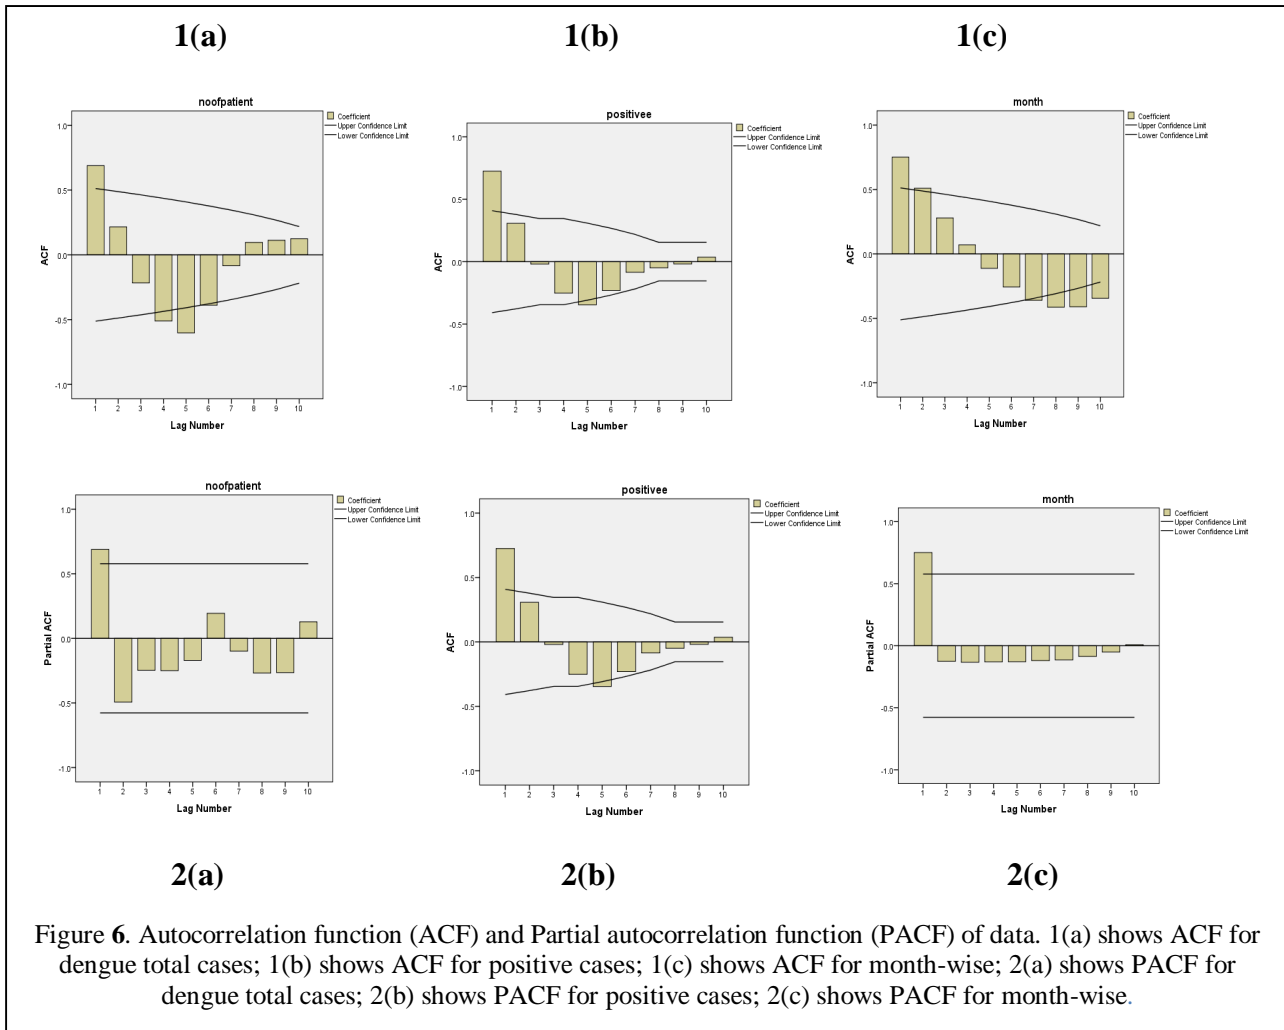 1(a)
1(b)
1(c)
noofpatient
Coefficient
Upper Confidence Limit
Lower Confidence Limit
1.0
0.5
0.0
-0.5
-1.0
ACF
1 2 3 4 5 6 7 8 9 10
Lag Number
positivee
Coefficient
Upper Confidence Limit
Lower Confidence Limit
1.0
0.5
0.0
-0.5
-1.0
ACF
1 2 3 4 5 6 7 8 9 10
Lag Number
month
Coefficient
Upper Confidence Limit
Lower Confidence Limit
1.0
0.5
0.0
-0.5
-1.0
ACF
1 2 3 4 5 6 7 8 9 10
Lag Number
noofpatient
Coefficient
Upper Confidence Limit
Lower Confidence Limit
1.0
0.5
0.0
-0.5
-1.0
Partial ACF
1 2 3 4 5 6 7 8 9 10
Lag Number
positivee
Coefficient
Upper Confidence Limit
Lower Confidence Limit
1.0
0.5
0.0
-0.5
-1.0
ACF
1 2 3 4 5 6 7 8 9 10
Lag Number
month
Coefficient
Upper Confidence Limit
Lower Confidence Limit
1.0
0.5
0.0
-0.5
-1.0
Partial ACF
1 2 3 4 5 6 7 8 9 10
Lag Number
2(a)
2(b)
2(c)
Figure 6. Autocorrelation function (ACF) and Partial autocorrelation function (PACF) of data. 1(a) shows ACF for
dengue total cases; 1(b) shows ACF for positive cases; 1(c) shows ACF for month-wise; 2(a) shows PACF for
dengue total cases; 2(b) shows PACF for positive cases; 2(c) shows PACF for month-wise.